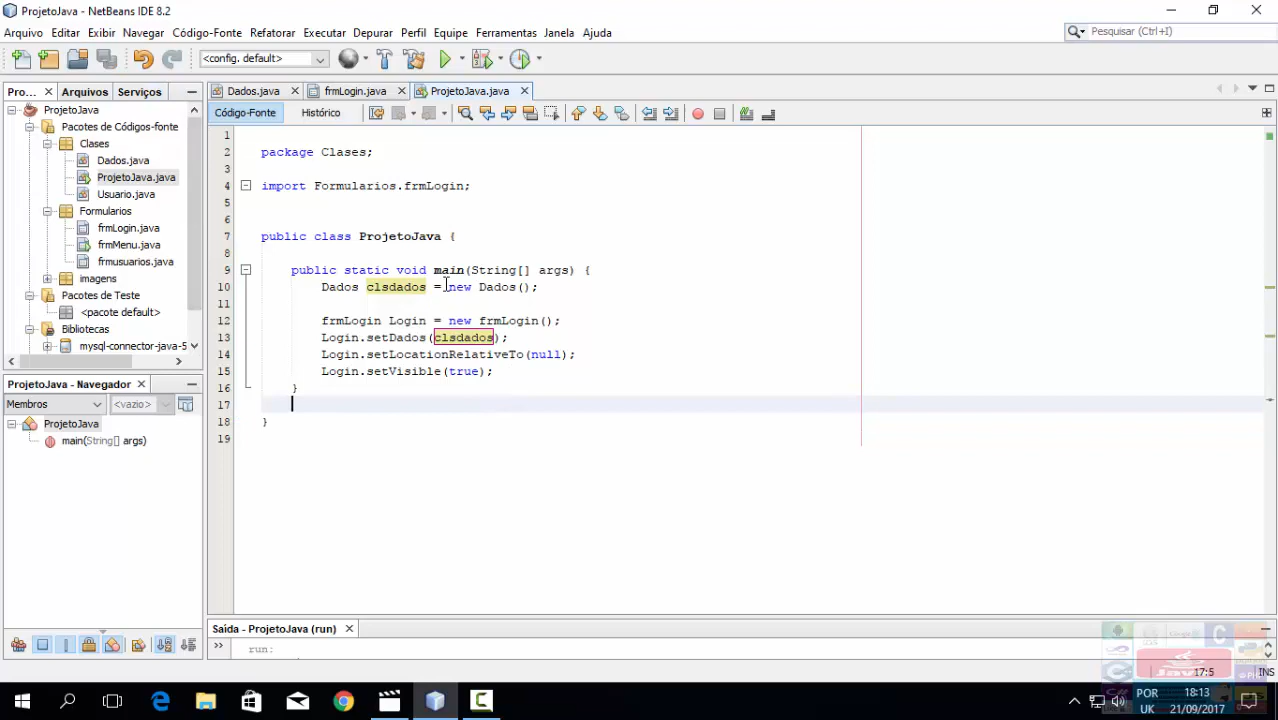 ProjetoJava - NetBeans IDE 8.2
Arquivo Editar Exibir Navegar Código-Fonte Refatorar Executar Depurar Perfil Equipe Ferramentas Janela Ajuda
Pesquisar (Ctrl+I)
<config. default>
Pro... Arquivos Serviços
ProjetoJava
Pacotes de Códigos-fonte
Clases
Dados.java
ProjetoJava.java
Usuario.java
Formularios
frmLogin.java
frmMenu.java
frmusuarios.java
imagens
Pacotes de Teste
<pacote default>
Bibliotecas
mysql-connector-java-5
ProjetoJava - Navegador
Membros <vazio>
ProjetoJava
main(String[] args)
Dados.java frmLogin.java ProjetoJava.java
Código-Fonte Histórico
1
2 package Clases;
3
4 import Formularios.frmLogin;
5
6
7 public class ProjetoJava {
8
9 public static void main(String[] args) {
10 Dados clsdados = new Dados();
11
12 frmLogin Login = new frmLogin();
13 Login.setDados(clsdados);
14 Login.setLocationRelativeTo(null);
15 Login.setVisible(true);
16 }
17
18 }
19
Saída - ProjetoJava (run)
run:
17:5 INS
POR 18:13
UK 21/09/2017